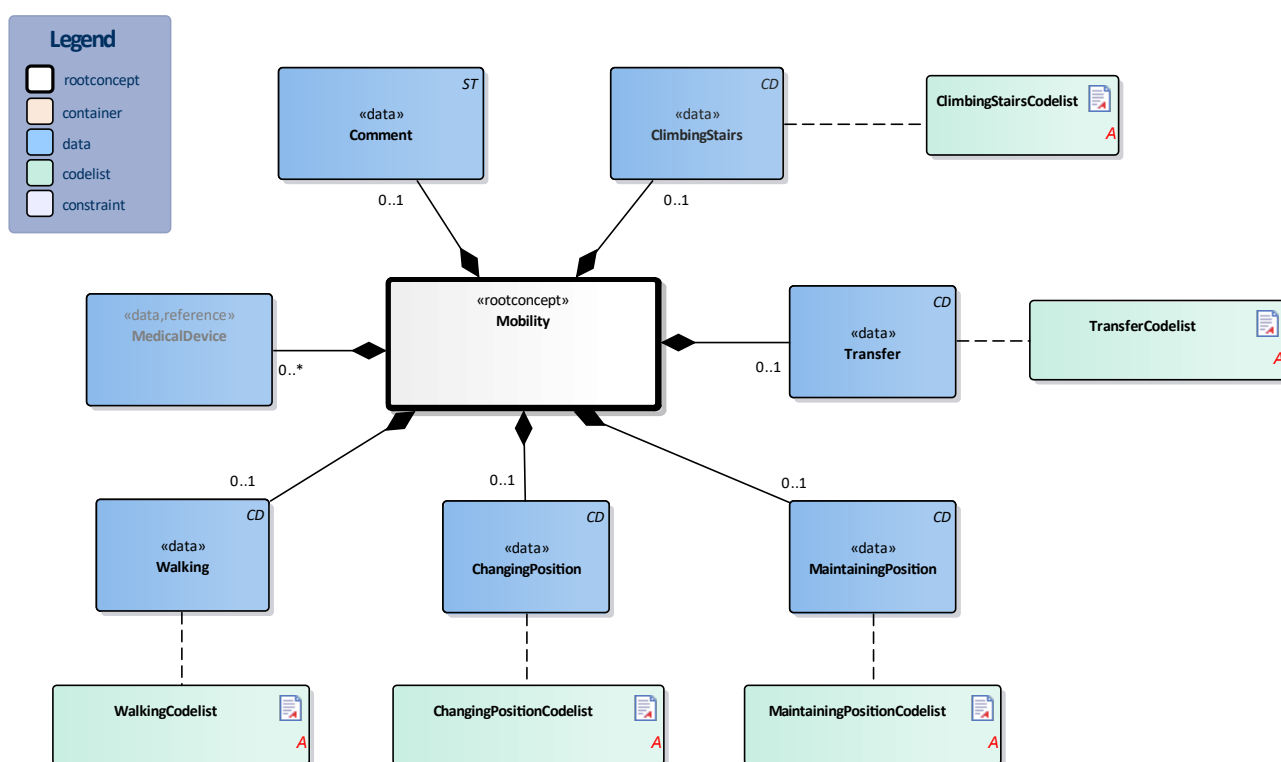 Legend
rootconcept
container
data
codelist
constraint
ST
«data»
Comment
0..1
CD
«data»
ClimbingStairs
0..1
ClimbingStairsCodelist
A
«rootconcept»
Mobility
«data,reference»
MedicalDevice
0..*
CD
«data»
Transfer
0..1
TransferCodelist
A
0..1
CD
«data»
Walking
0..1
CD
«data»
ChangingPosition
0..1
CD
«data»
MaintainingPosition
WalkingCodelist
A
ChangingPositionCodelist
A
MaintainingPositionCodelist
A